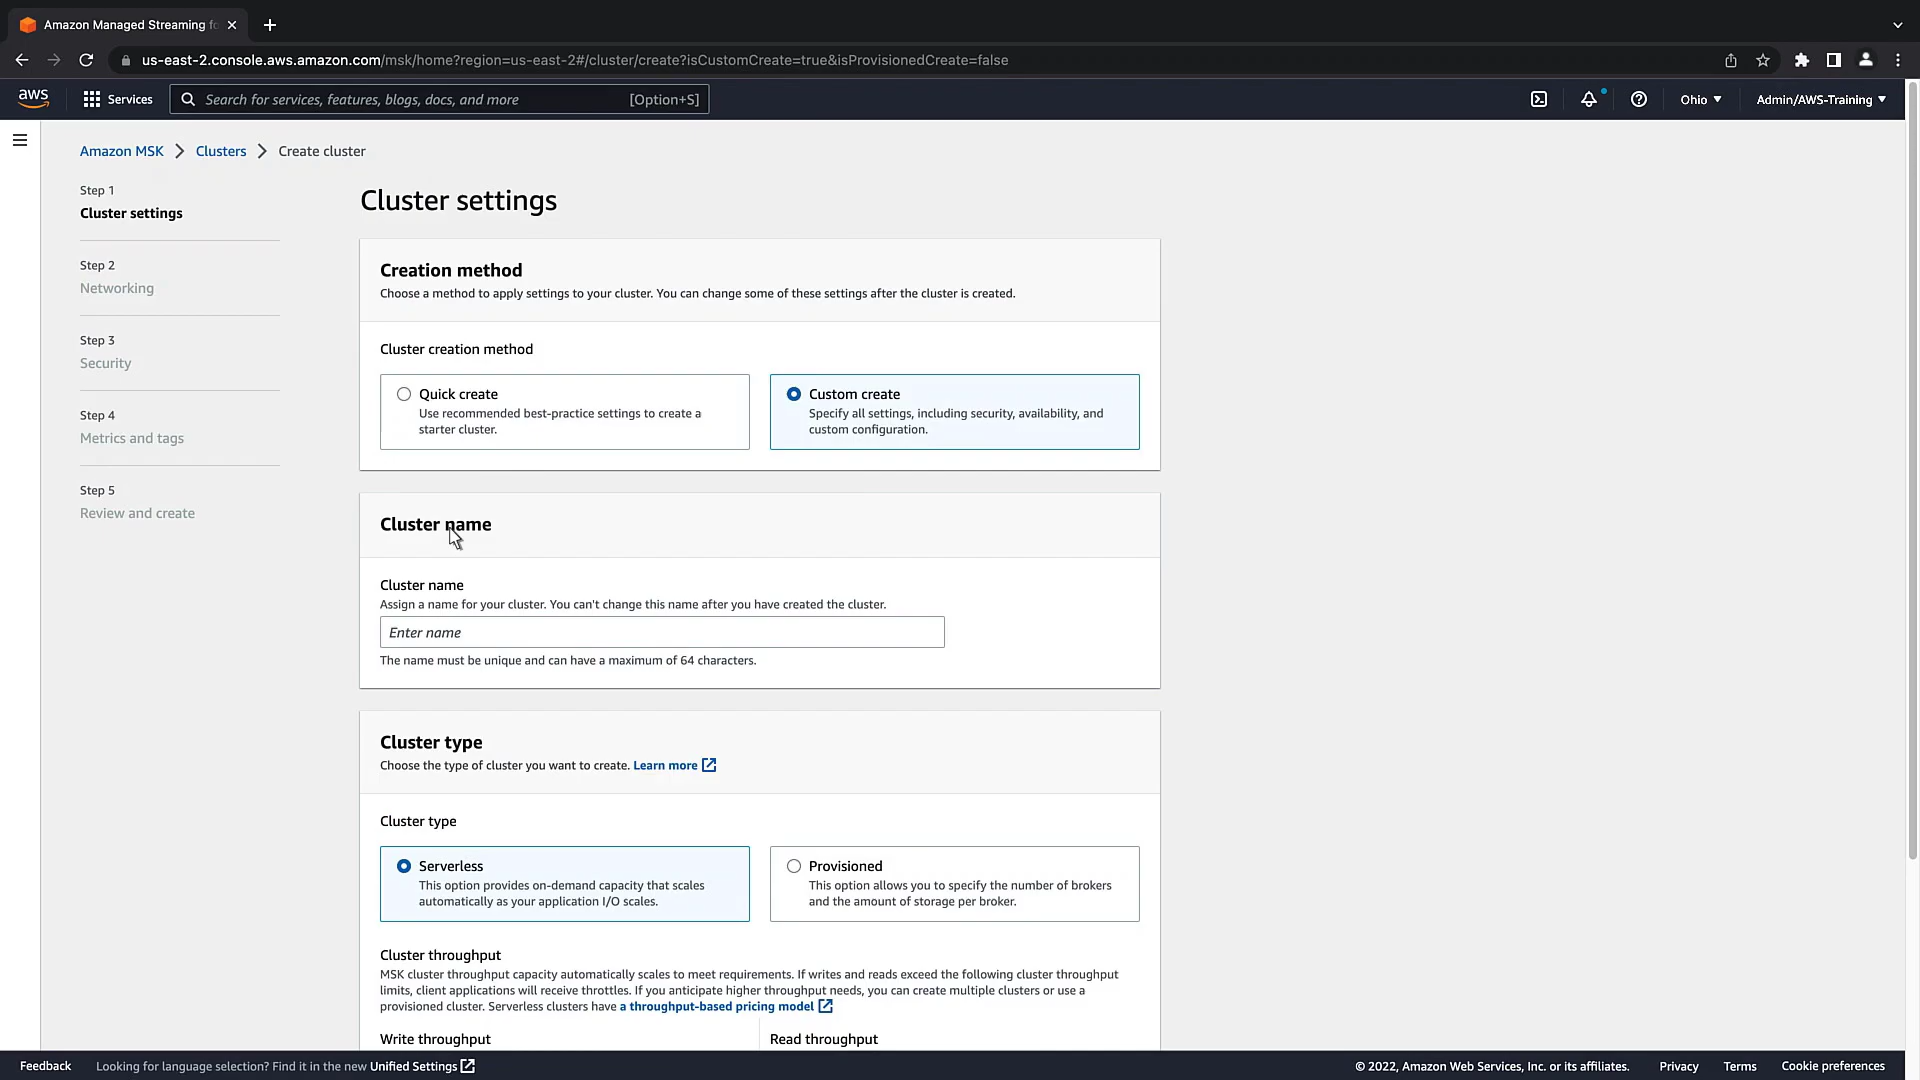 Amazon Managed Streaming fo
us-east-2.console.aws.amazon.com/msk/home?region=us-east-2#/cluster/create?isCustomCreate=true&isProvisionedCreate=false
aws
Services
Search for services, features, blogs, docs, and more
[Option+S]
Ohio
Admin/AWS-Training
Amazon MSK
Clusters
Create cluster
Step 1
Cluster settings
Step 2
Networking
Step 3
Security
Step 4
Metrics and tags
Step 5
Review and create
Cluster settings
Creation method
Choose a method to apply settings to your cluster. You can change some of these settings after the cluster is created.
Cluster creation method
Quick create
Use recommended best-practice settings to create a
starter cluster.
Custom create
Specify all settings, including security, availability, and
custom configuration.
Cluster name
Cluster name
Assign a name for your cluster. You can't change this name after you have created the cluster.
Enter name
The name must be unique and can have a maximum of 64 characters.
Cluster type
Choose the type of cluster you want to create. Learn more
Cluster type
Serverless
This option provides on-demand capacity that scales
automatically as your application I/O scales.
Provisioned
This option allows you to specify the number of brokers
and the amount of storage per broker.
Cluster throughput
MSK cluster throughput capacity automatically scales to meet requirements. If writes and reads exceed the following cluster throughput
limits, client applications will receive throttles. If you anticipate higher throughput needs, you can create multiple clusters or use a
provisioned cluster. Serverless clusters have a throughput-based pricing model
Write throughput
Read throughput
Feedback
Looking for language selection? Find it in the new Unified Settings
© 2022, Amazon Web Services, Inc. or its affiliates.
Privacy
Terms
Cookie preferences